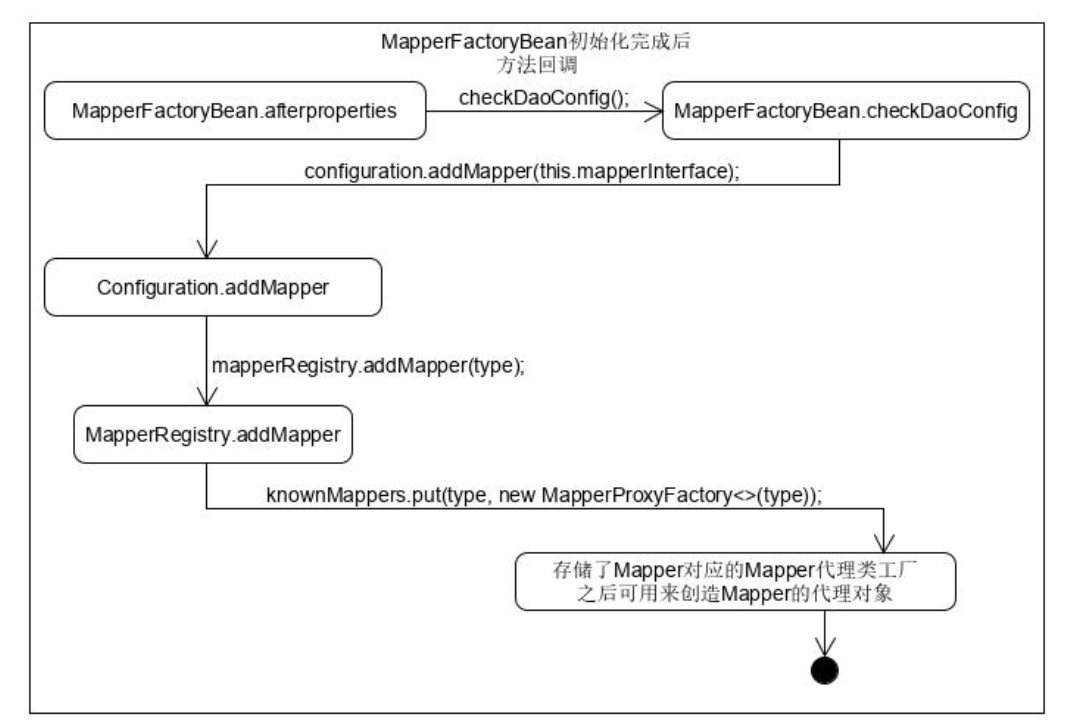 MapperFactoryBean初始化完成后
方法回调
MapperFactoryBean.afterproperties
checkDaoConfig();
MapperFactoryBean.checkDaoConfig
configuration.addMapper(this.mapperInterface);
Configuration.addMapper
mapperRegistry.addMapper(type);
MapperRegistry.addMapper
knownMappers.put(type, new MapperProxyFactory<>(type));
存储了Mapper对应的Mapper代理类工厂
之后可用来创造Mapper的代理对象